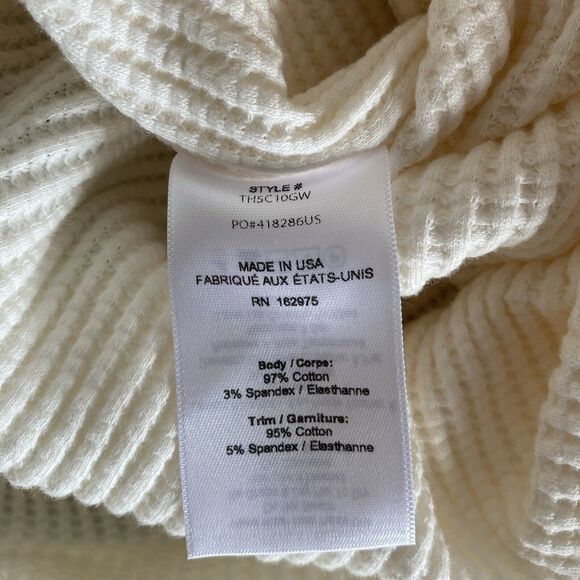 STYLE #
TH5C10GW
PO#418286US
MADE IN USA
FABRIQUÉ AUX ÉTATS-UNIS
RN 162975
Body / Corps:
97% Cotton
3% Spandex / Elasthanne
Trim / Garniture:
95% Cotton
5% Spandex / Elasthanne